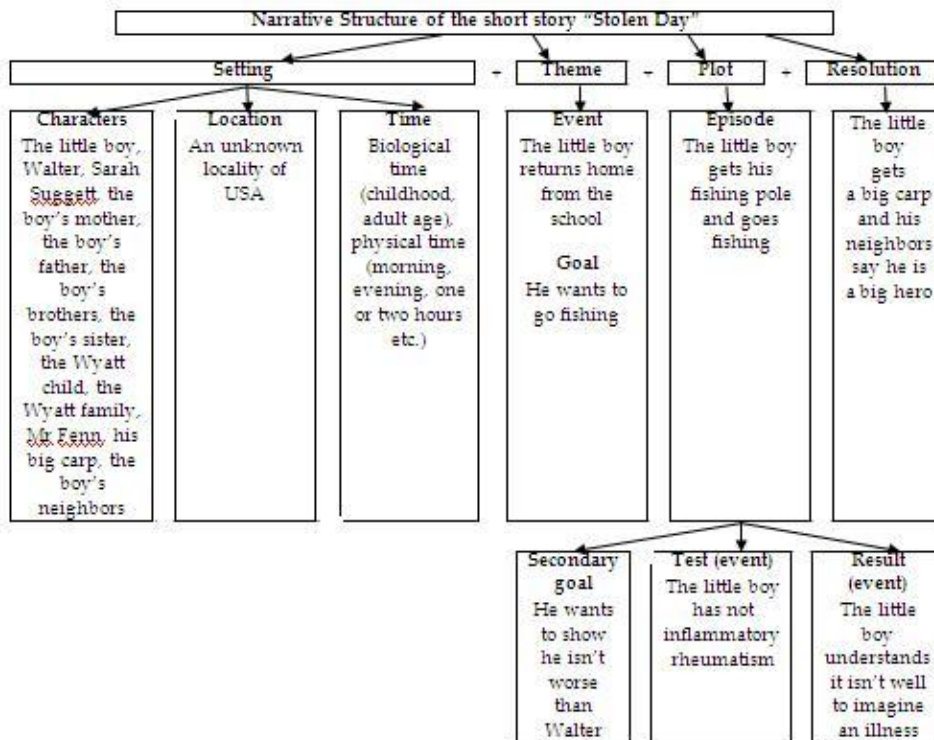 Narrative Structure of the short story “Stolen Day”
Setting
+
Theme
+
Plot
+
Resolution
Characters
The little boy,
Walter, Sarah
Suggett, the
boy’s mother,
the boy’s
father, the
boy’s
brothers, the
boy’s sister,
the Wyatt
child, the
Wyatt family,
Mr Fenn, his
big carp, the
boy’s
neighbors
Location
An unknown
locality of
USA
Time
Biological
time
(childhood,
adult age),
physical time
(morning,
evening, one
or two hours
etc.)
Event
The little boy
returns home
from the
school
Goal
He wants to
go fishing
Episode
The little boy
gets his
fishing pole
and goes
fishing
The little
boy
gets
a big carp
and his
neighbors
say he is
a big hero
Secondary
goal
He wants
to show
he isn’t
worse
than
Walter
Test (event)
The little boy
has not
inflammatory
rheumatism
Result
(event)
The little
boy
understands
it isn’t well
to imagine
an illness